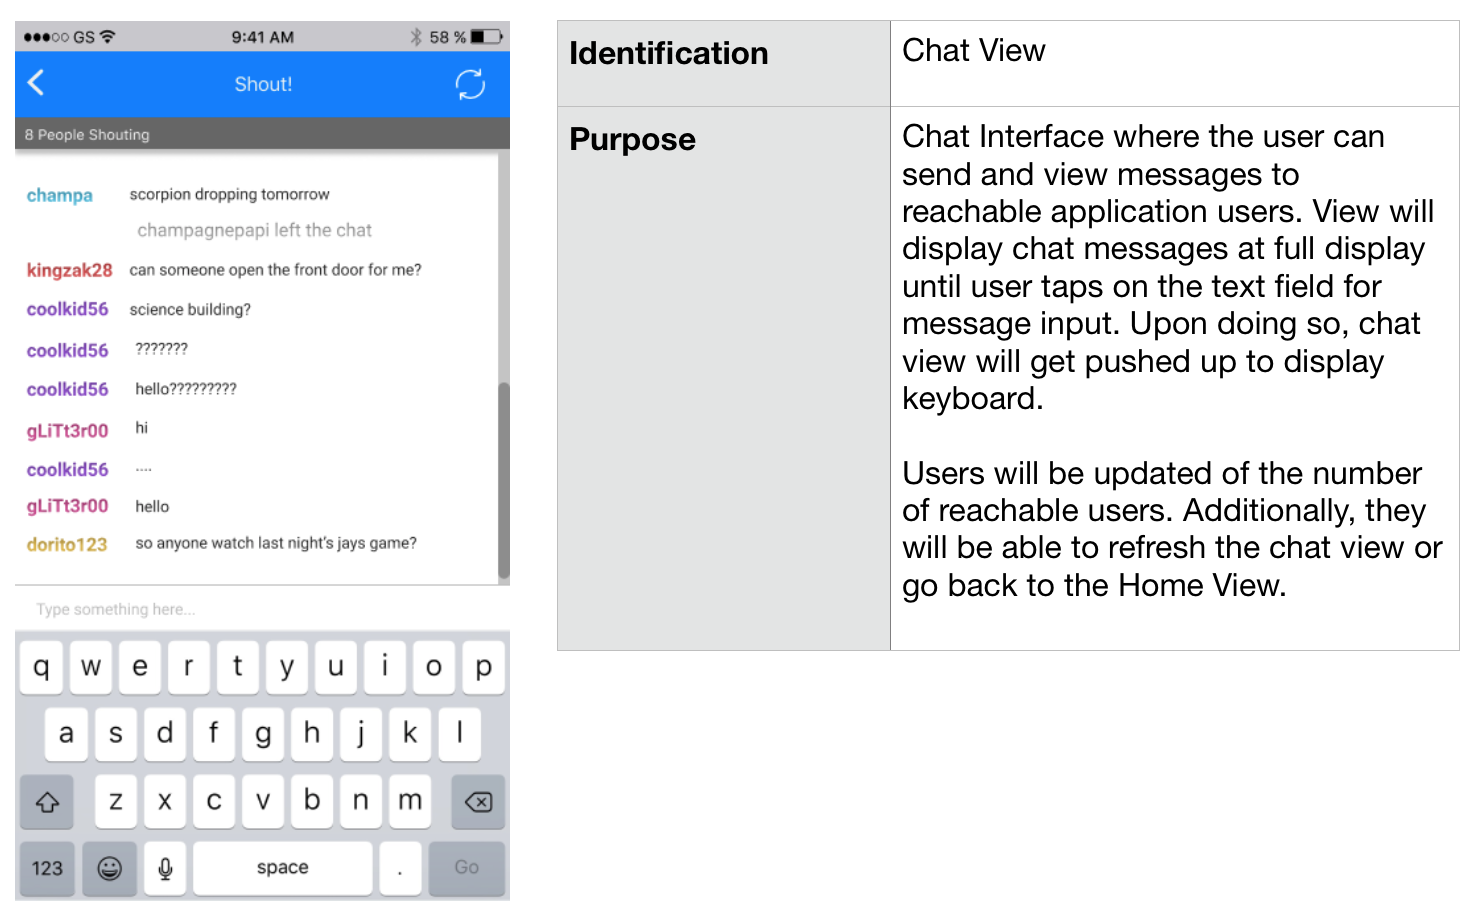 GS 9:41 AM 58 %
Shout!
8 People Shouting
champa scorpion dropping tomorrow
champagnepapi left the chat
kingzak28 can someone open the front door for me?
coolkid56 science building?
coolkid56 ???????
coolkid56 hello?????????
gLiTt3r00 hi
coolkid56 ....
gLiTt3r00 hello
dorito123 so anyone watch last night's jays game?
Type something here...
q w e r t y u i o p
a s d f g h j k l
z x c v b n m
123 space . Go
Identification Chat View
Purpose Chat Interface where the user can
send and view messages to
reachable application users. View will
display chat messages at full display
until user taps on the text field for
message input. Upon doing so, chat
view will get pushed up to display
keyboard.
Users will be updated of the number
of reachable users. Additionally, they
will be able to refresh the chat view or
go back to the Home View.